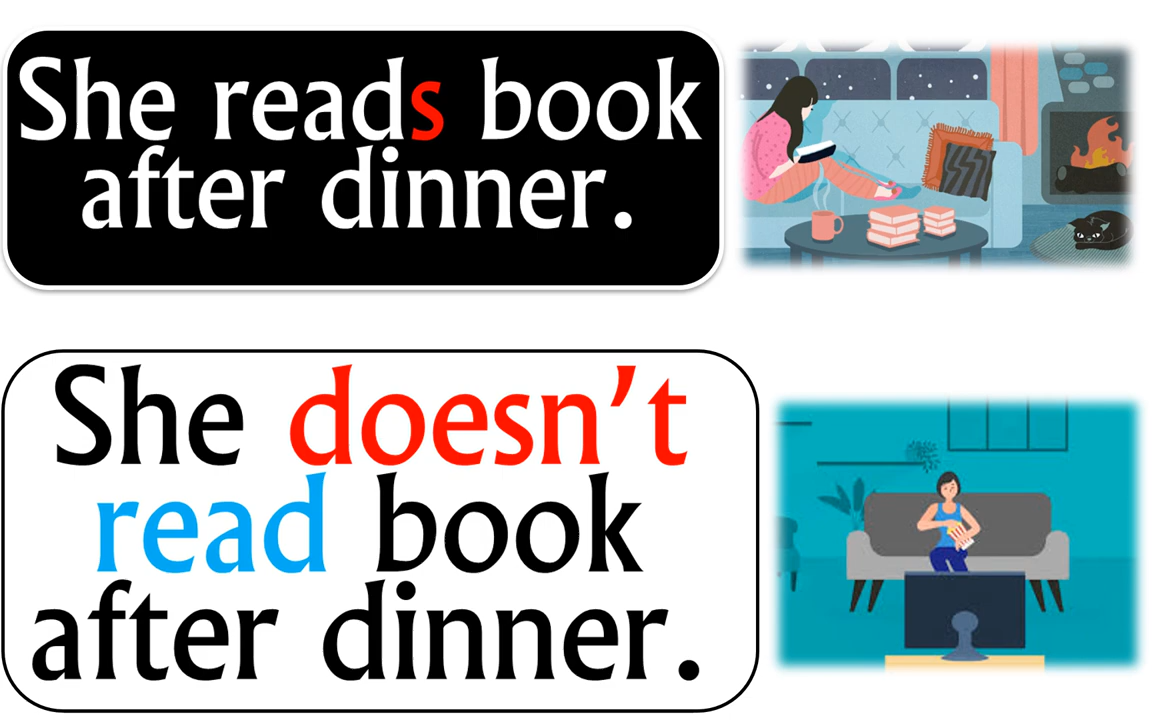 She reads book
after dinner.
She doesn't
read book
after dinner.